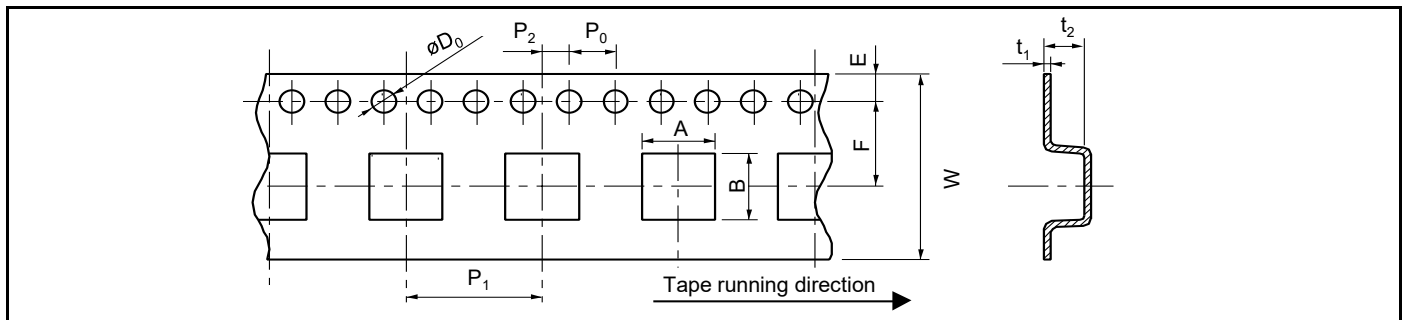 øD₀
P₂
P₀
E
t₁
t₂
A
F
B
W
P₁
Tape running direction